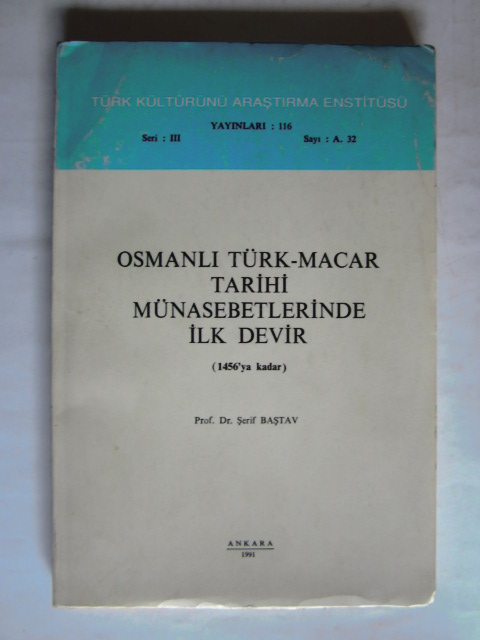 TÜRK KÜLTÜRÜNÜ ARAŞTIRMA ENSTİTÜSÜ
YAYINLARI : 116
Seri : III Sayı : A. 32
OSMANLI TÜRK-MACAR
TARİHİ
MÜNASEBETLERİNDE
İLK DEVİR
(1456'ya kadar)
Prof. Dr. Şerif BAŞTAV
ANKARA
1991